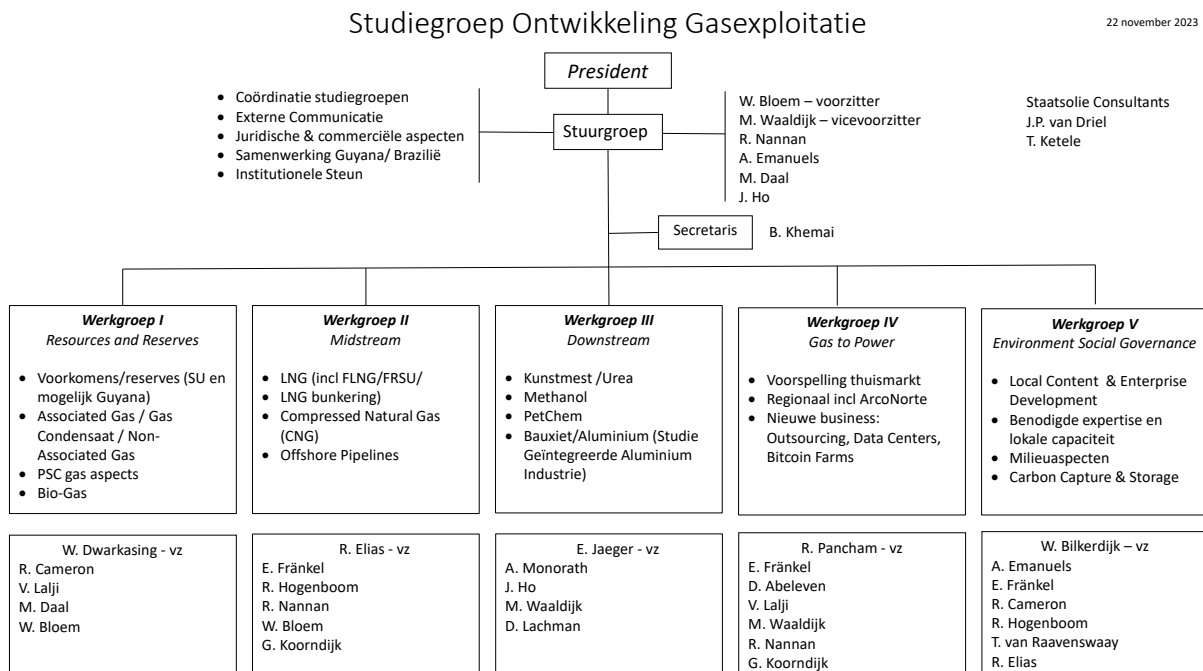 Studiegroep Ontwikkeling Gasexploitatie
22 november 2023
President
• Coördinatie studiegroepen
• Externe Communicatie
• Juridische & commerciële aspecten
• Samenwerking Guyana/ Brazilië
• Institutionele Steun
Stuurgroep
W. Bloem – voorzitter
M. Waaldijk – vicevoorzitter
R. Nannan
A. Emanuels
M. Daal
J. Ho
Staatsolie Consultants
J.P. van Driel
T. Ketele
Secretaris
B. Khemai
Werkgroep I
Resources and Reserves
• Voorkomens/reserves (SU en
mogelijk Guyana)
• Associated Gas / Gas
Condensaat / Non-
Associated Gas
• PSC gas aspects
• Bio-Gas
Werkgroep II
Midstream
• LNG (incl FLNG/FRSU/
• LNG bunkering)
• Compressed Natural Gas
(CNG)
• Offshore Pipelines
Werkgroep III
Downstream
• Kunstmest /Urea
• Methanol
• PetChem
• Bauxiet/Aluminium (Studie
Geïntegreerde Aluminium
Industrie)
Werkgroep IV
Gas to Power
• Voorspelling thuismarkt
• Regionaal incl ArcoNorte
• Nieuwe business:
Outsourcing, Data Centers,
Bitcoin Farms
Werkgroep V
Environment Social Governance
• Local Content & Enterprise
Development
• Benodigde expertise en
lokale capaciteit
• Milieuaspecten
• Carbon Capture & Storage
W. Dwarkasing - vz
R. Cameron
V. Lalji
M. Daal
W. Bloem
R. Elias - vz
E. Fränkel
R. Hogenboom
R. Nannan
W. Bloem
G. Koorndijk
E. Jaeger - vz
A. Monorath
J. Ho
M. Waaldijk
D. Lachman
R. Pancham - vz
E. Fränkel
D. Abeleven
V. Lalji
M. Waaldijk
R. Nannan
G. Koorndijk
W. Bilkerdijk – vz
A. Emanuels
E. Fränkel
R. Cameron
R. Hogenboom
T. van Raavenswaay
R. Elias